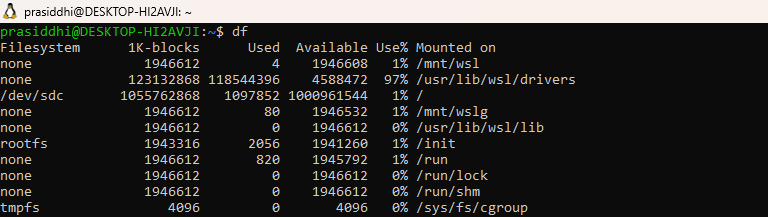 prasiddhi@DESKTOP-HI2AVJI: ~
prasiddhi@DESKTOP-HI2AVJI:~$ df
Filesystem      1K-blocks      Used  Available Use% Mounted on
none              1946612         4    1946608   1% /mnt/wsl
none            123132868 118544396    4588472  97% /usr/lib/wsl/drivers
/dev/sdc       1055762868   1097852 1000961544   1% /
none              1946612        80    1946532   1% /mnt/wslg
none              1946612         0    1946612   0% /usr/lib/wsl/lib
rootfs            1943316      2056    1941260   1% /init
none              1946612       820    1945792   1% /run
none              1946612         0    1946612   0% /run/lock
none              1946612         0    1946612   0% /run/shm
tmpfs                4096         0       4096   0% /sys/fs/cgroup